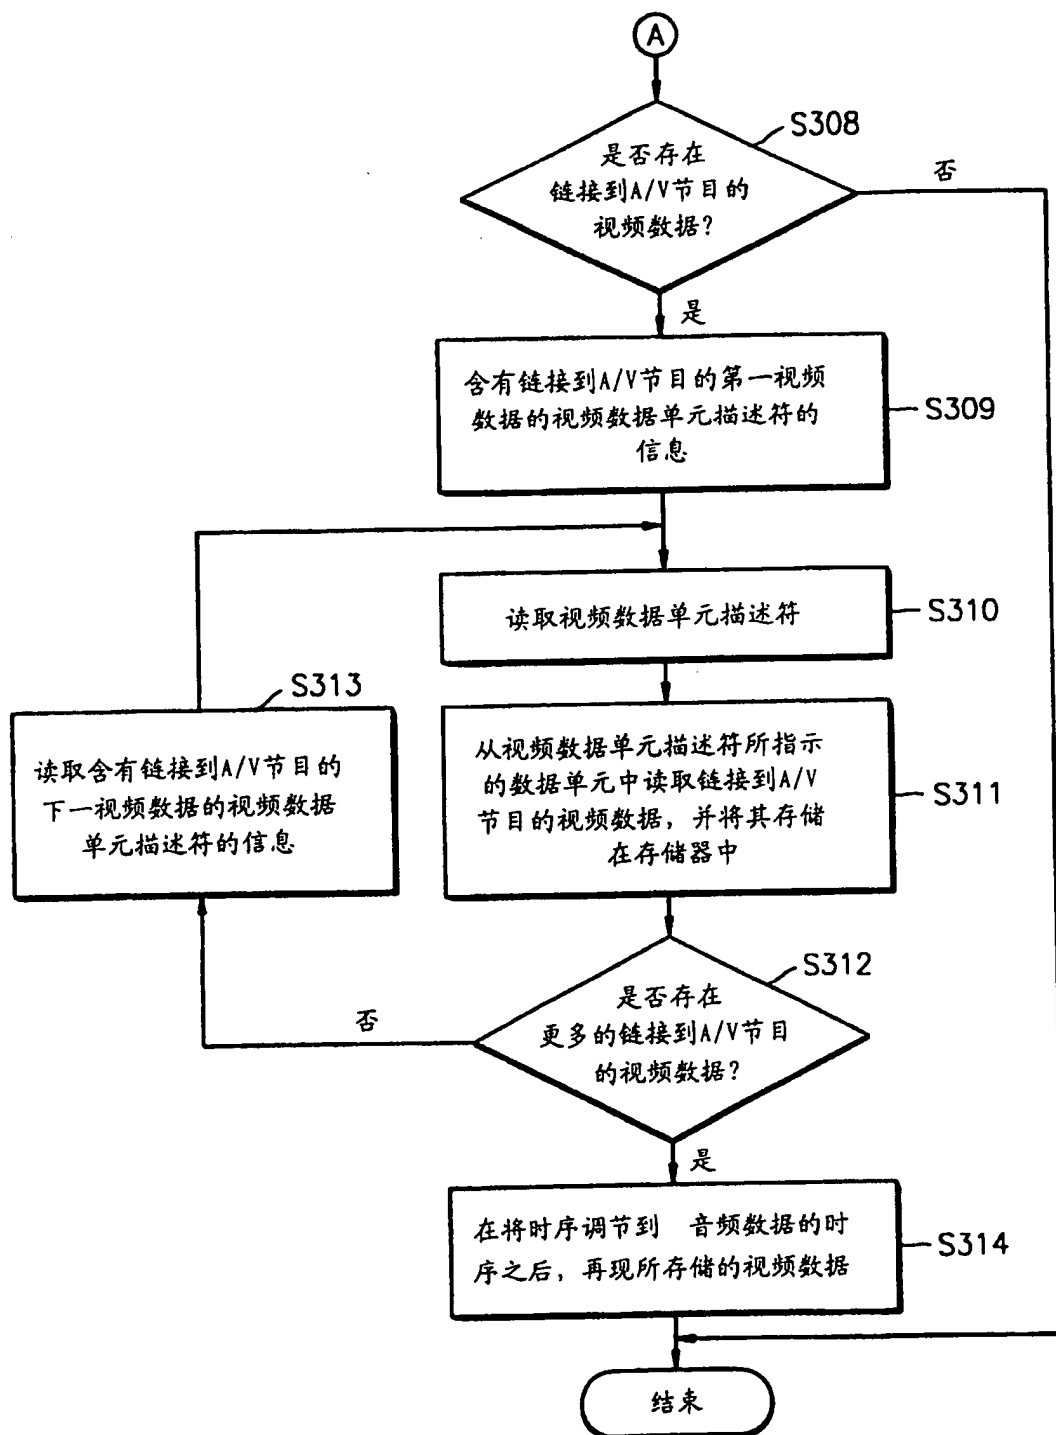 A
S308
是否存在
链接到A/V节目的
视频数据?
否
是
含有链接到A/V节目的第一视频
数据的视频数据单元描述符的
信息
S309
读取视频数据单元描述符
S310
S313
读取含有链接到A/V节目的
下一视频数据的视频数据
单元描述符的信息
从视频数据单元描述符所指示
的数据单元中读取链接到A/V
节目的视频数据,并将其存储
在存储器中
S311
S312
是否存在
更多的链接到A/V节目
的视频数据?
否
是
在将时序调节到 音频数据的时
序之后,再现所存储的视频数据
S314
结束